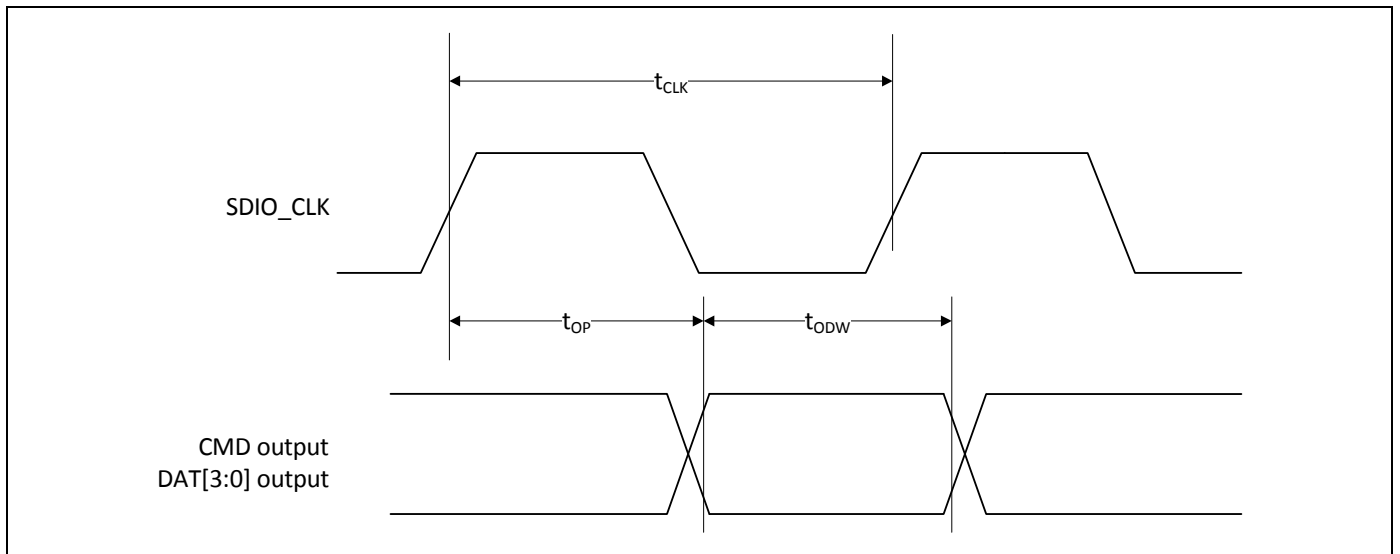 tCLK
SDIO_CLK
tOP
tODW
CMD output
DAT[3:0] output